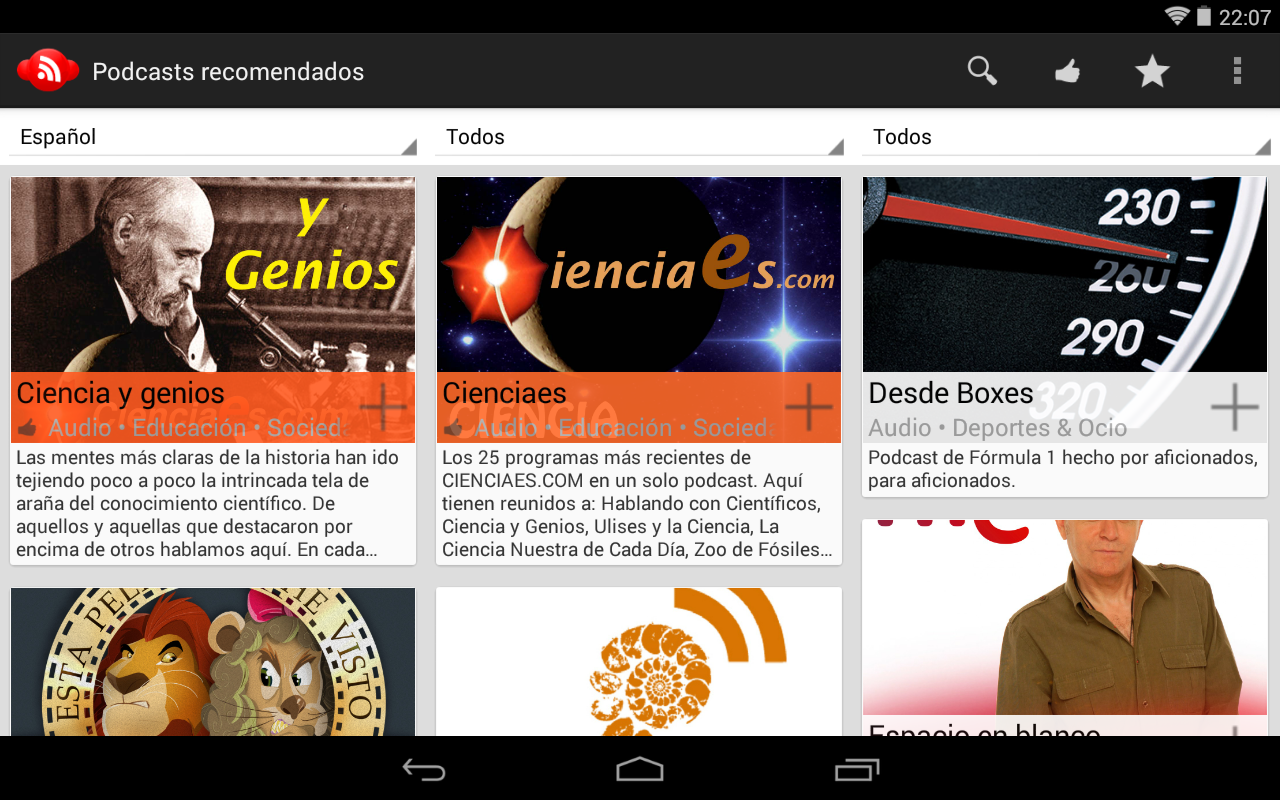 22:07
Podcasts recomendados
Español
Todos
Todos
y
Genios
Ciencia y genios
Audio • Educación • Socied
Las mentes más claras de la historia han ido
tejiendo poco a poco la intrincada tela de
araña del conocimiento científico. De
aquellos y aquellas que destacaron por
encima de otros hablamos aquí. En cada…
ienciaes.com
CIENCIA
Cienciaes
Audio • Educación • Socieda
Los 25 programas más recientes de
CIENCIAES.COM en un solo podcast. Aquí
tienen reunidos a: Hablando con Científicos,
Ciencia y Genios, Ulises y la Ciencia, La
Ciencia Nuestra de Cada Día, Zoo de Fósiles…
230
260
290
320
Desde Boxes
Audio • Deportes & Ocio
Podcast de Fórmula 1 hecho por aficionados,
para aficionados.
ESTA PEL
ME VISTO
Espacio en blanco